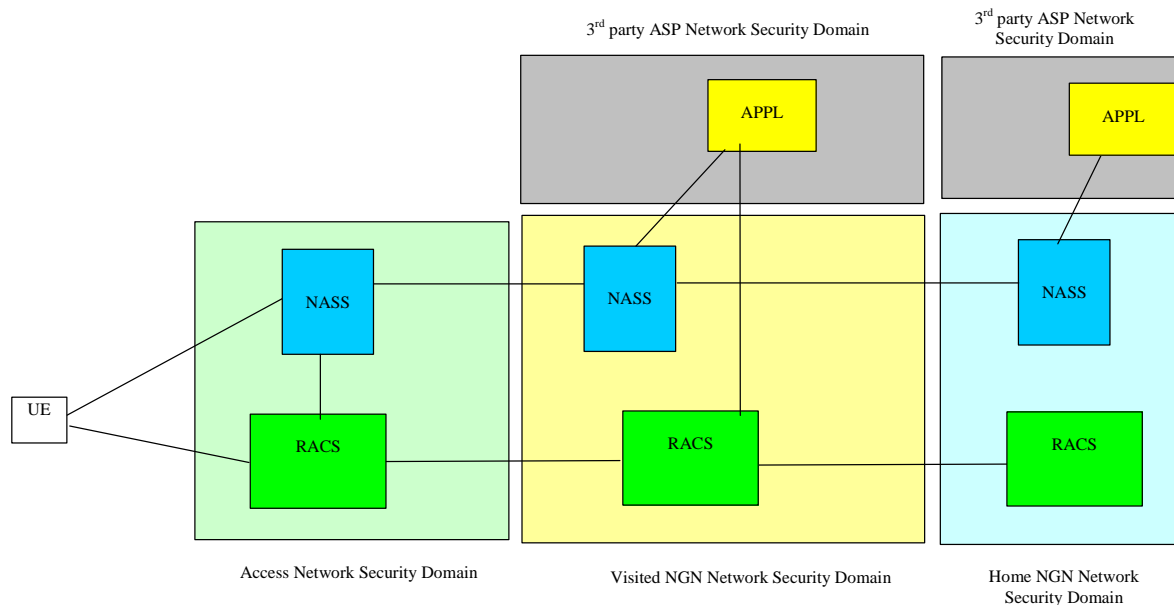 3rd party ASP Network Security Domain
3rd party ASP Network
Security Domain
APPL
APPL
NASS
NASS
NASS
UE
RACS
RACS
RACS
Access Network Security Domain
Visited NGN Network Security Domain
Home NGN Network
Security Domain